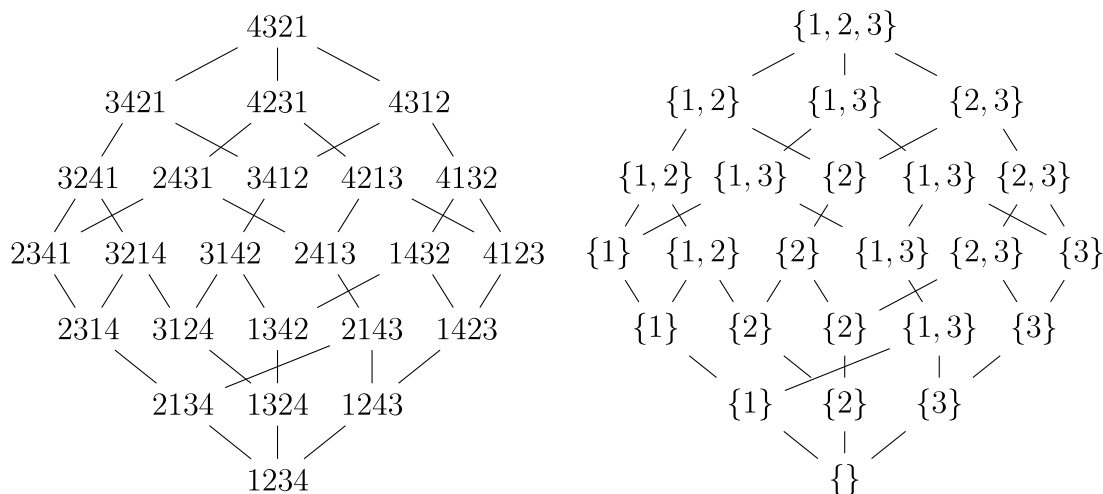 4321 {1, 2, 3}
3421 4231 4312 {1, 2} {1, 3} {2, 3}
3241 2431 3412 4213 4132 {1, 2} {1, 3} {2} {1, 3} {2, 3}
2341 3214 3142 2413 1432 4123 {1} {1, 2} {2} {1, 3} {2, 3} {3}
2314 3124 1342 2143 1423 {1} {2} {2} {1, 3} {3}
2134 1324 1243 {1} {2} {3}
1234 {}